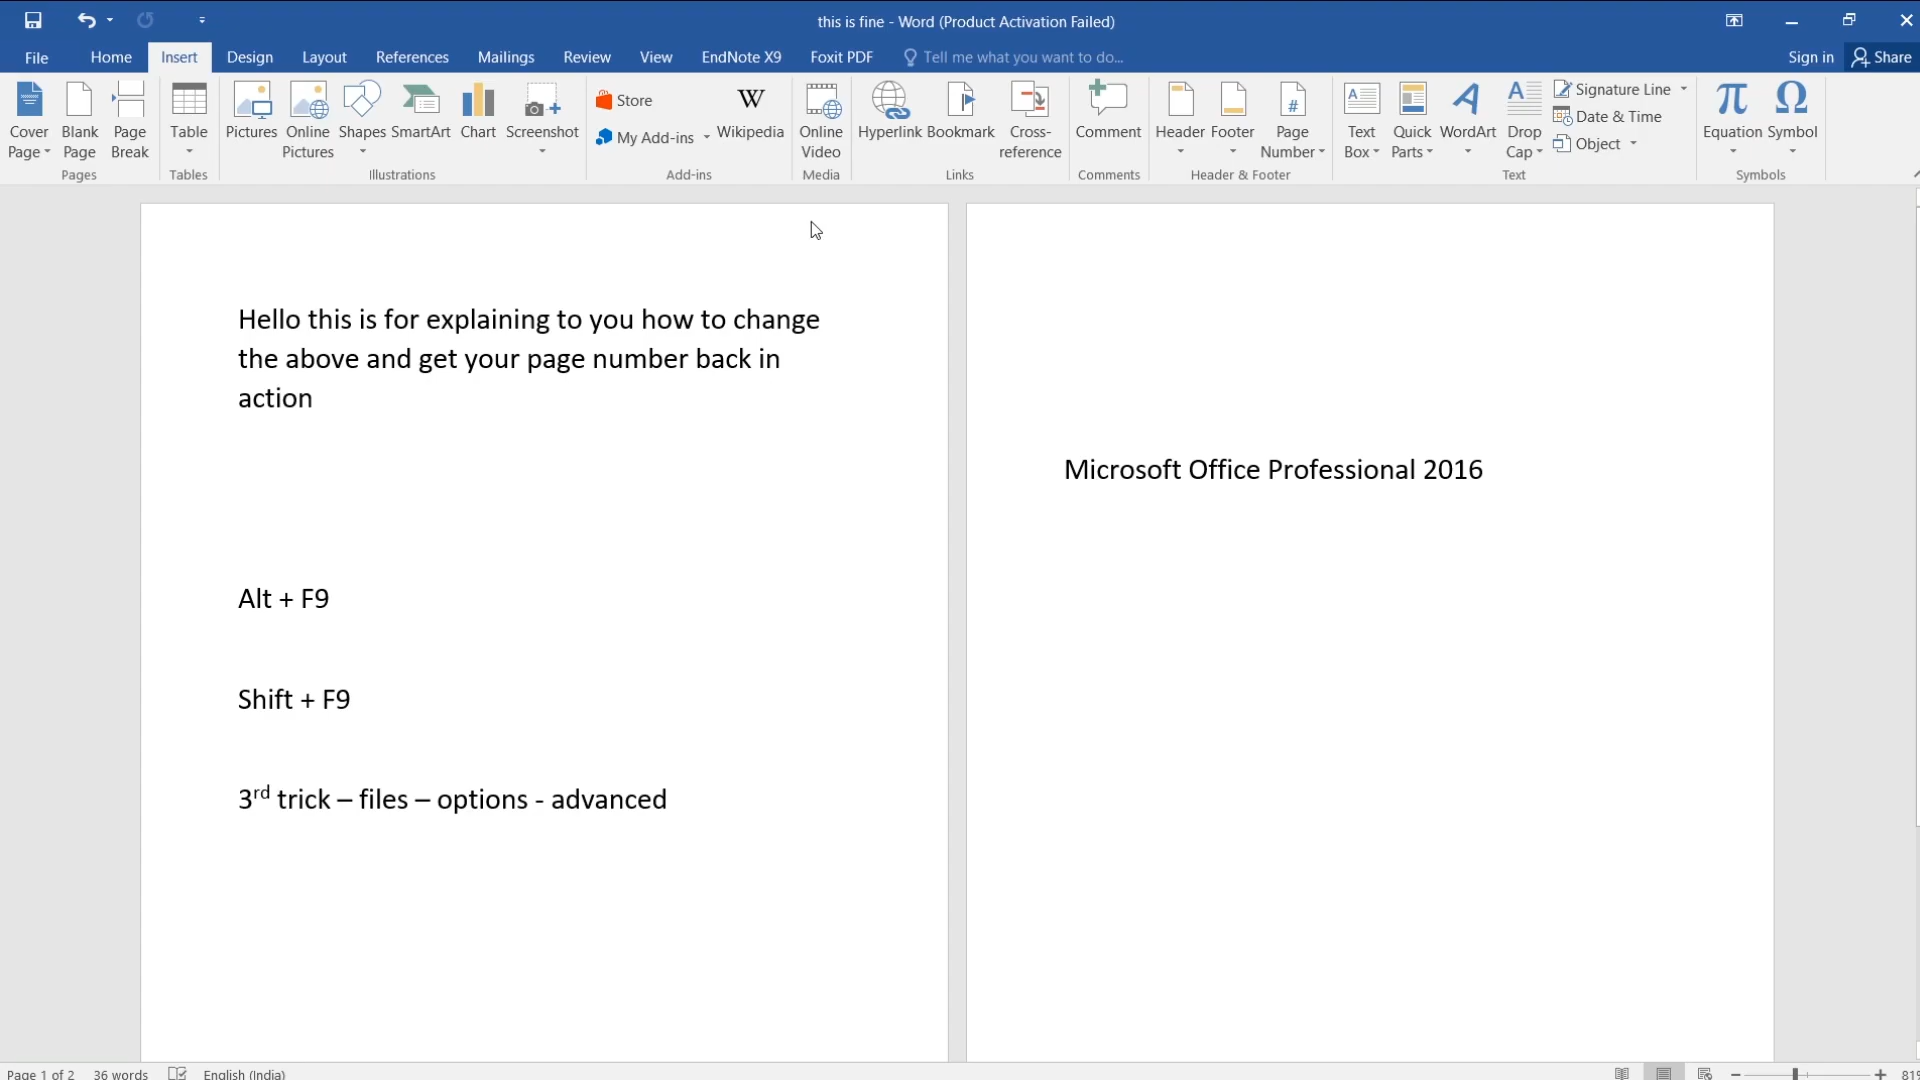 this is fine - Word (Product Activation Failed)
File Home Insert Design Layout References Mailings Review View EndNote X9 Foxit PDF Tell me what you want to do... Sign in Share
Cover Page
Blank Page
Page Break
Pages
Table
Tables
Pictures
Online Pictures
Shapes
SmartArt
Chart
Screenshot
Illustrations
Store
My Add-ins
W
Wikipedia
Add-ins
Online Video
Media
Hyperlink
Bookmark
Cross-reference
Links
Comment
Comments
Header
Footer
#
Page Number
Header & Footer
A
Text Box
Quick Parts
A
WordArt
A
Drop Cap
Signature Line
Date & Time
Object
Text
π
Equation
Ω
Symbol
Symbols
Hello this is for explaining to you how to change
the above and get your page number back in
action
Alt + F9
Shift + F9
3rd trick – files – options - advanced
Microsoft Office Professional 2016
Page 1 of 2 36 words English (India) 81%